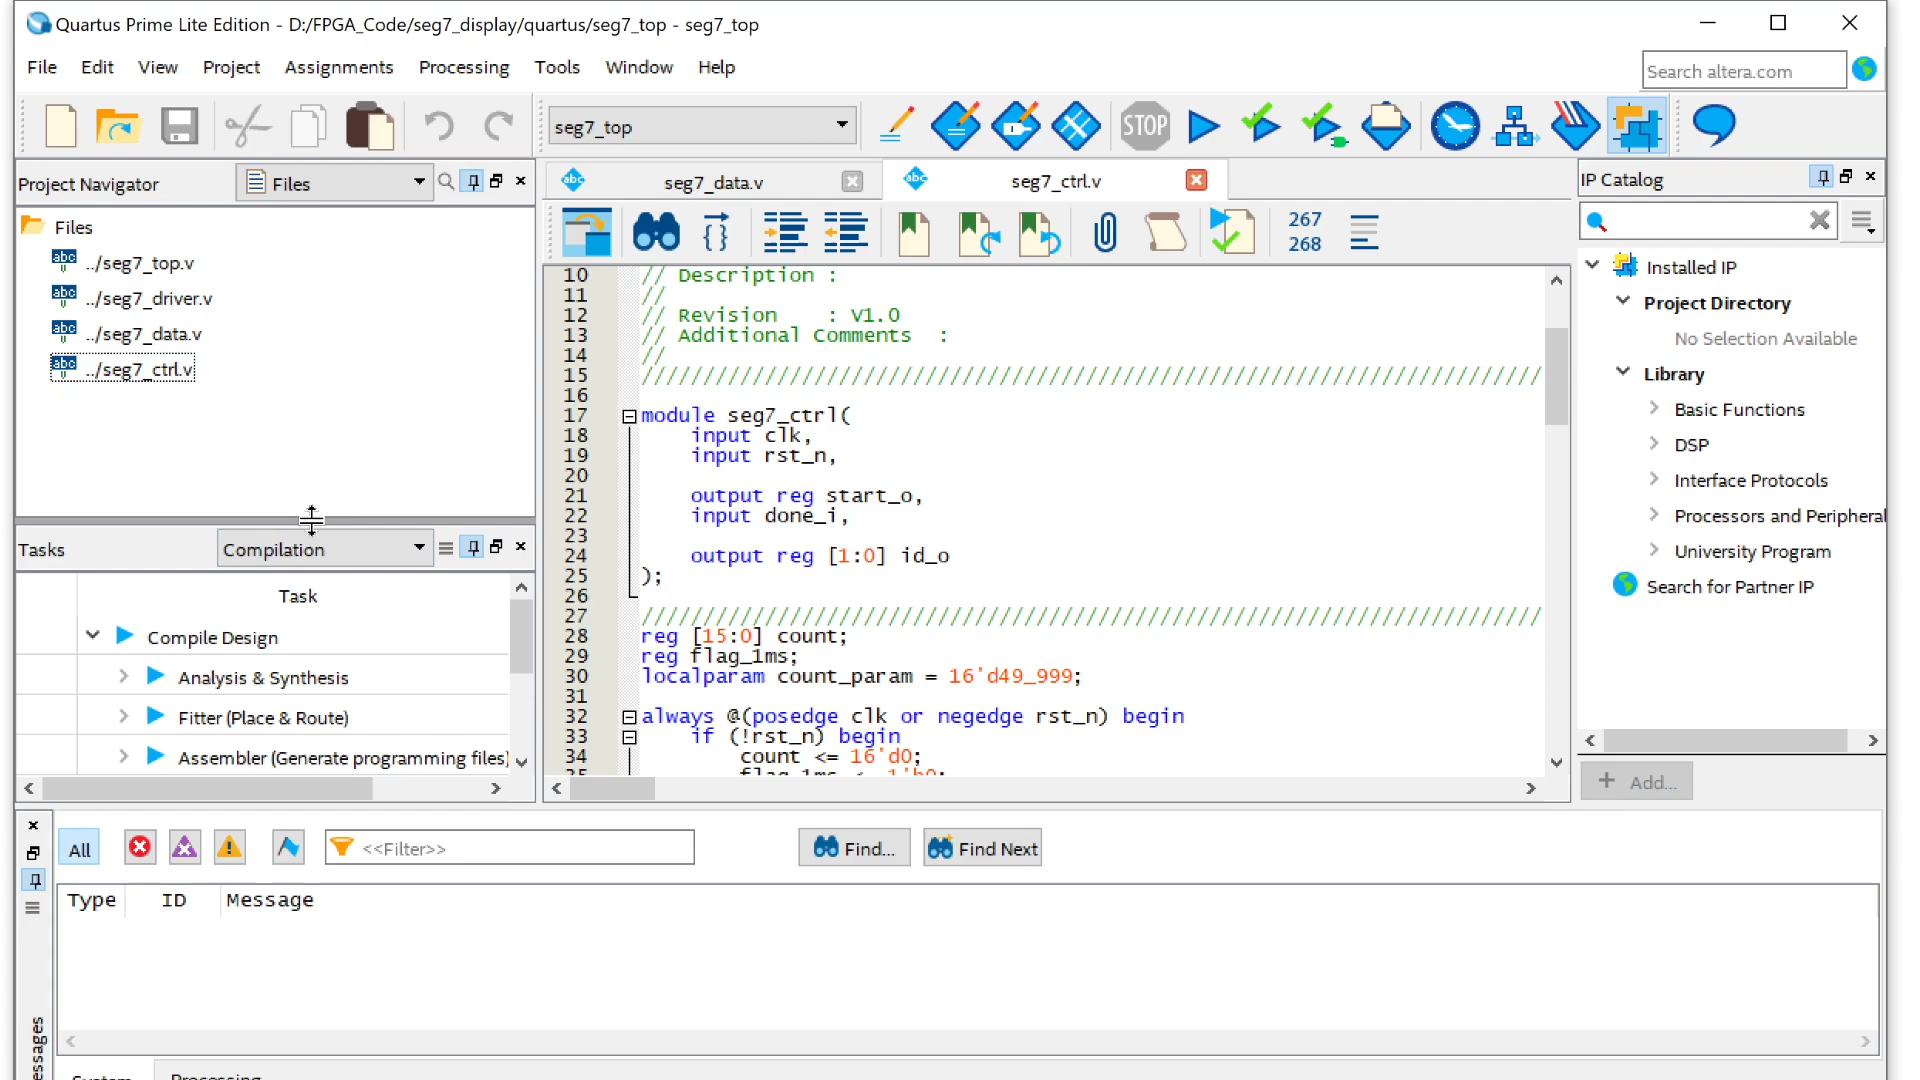 Quartus Prime Lite Edition - D:/FPGA_Code/seg7_display/quartus/seg7_top - seg7_top
File Edit View Project Assignments Processing Tools Window Help
Search altera.com
seg7_top
STOP
Project Navigator
Files
Files
../seg7_top.v
../seg7_driver.v
../seg7_data.v
../seg7_ctrl.v
Tasks
Compilation
Task
Compile Design
Analysis & Synthesis
Fitter (Place & Route)
Assembler (Generate programming files)
seg7_data.v
seg7_ctrl.v
267
268
10 // Description :
11 //
12 // Revision : V1.0
13 // Additional Comments :
14 //
15 //////////////////////////////////////////////////////////////////////////
16
17 module seg7_ctrl(
18 input clk,
19 input rst_n,
20
21 output reg start_o,
22 input done_i,
23
24 output reg [1:0] id_o
25 );
26
27 //////////////////////////////////////////////////////////////////////////
28 reg [15:0] count;
29 reg flag_1ms;
30 localparam count_param = 16'd49_999;
31
32 always @(posedge clk or negedge rst_n) begin
33 if (!rst_n) begin
34 count <= 16'd0;
35 flag_1ms <= 1'b0;
IP Catalog
Installed IP
Project Directory
No Selection Available
Library
Basic Functions
DSP
Interface Protocols
Processors and Peripheral
University Program
Search for Partner IP
+ Add...
All
<<Filter>>
Find...
Find Next
Type ID Message
System
Processing